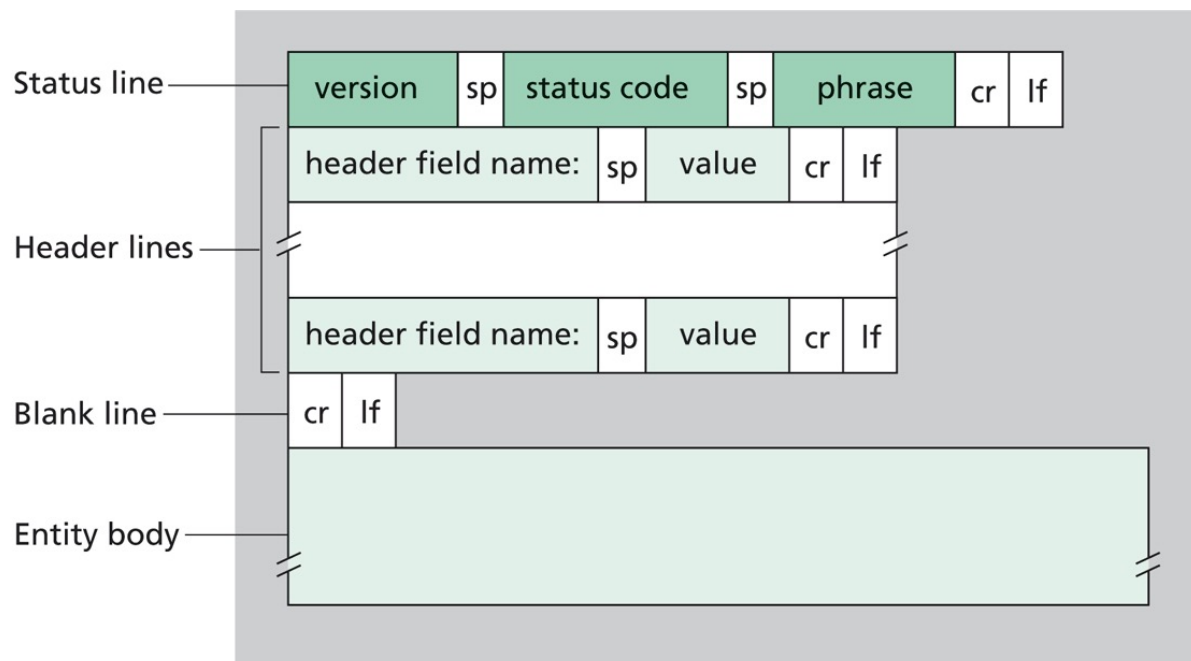 Status line version sp status code sp phrase cr lf
header field name: sp value cr lf
Header lines
header field name: sp value cr lf
Blank line cr lf
Entity body